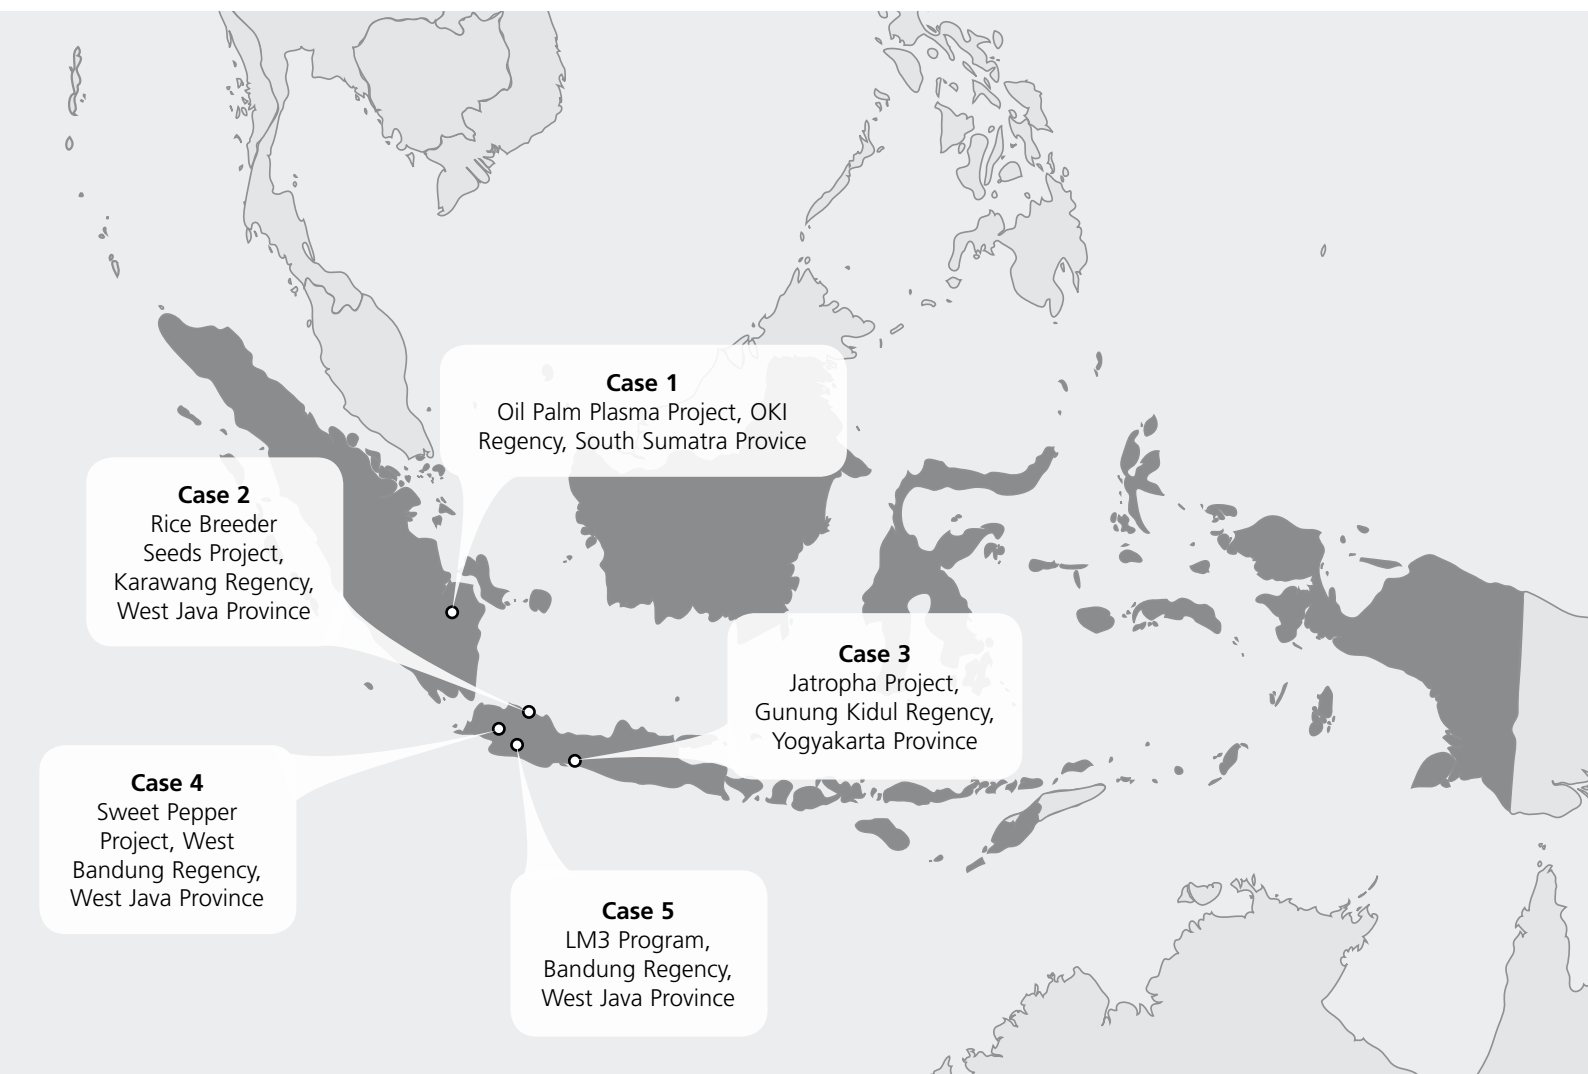 Case 1
Oil Palm Plasma Project, OKI
Regency, South Sumatra Provice
Case 2
Rice Breeder
Seeds Project,
Karawang Regency,
West Java Province
Case 3
Jatropha Project,
Gunung Kidul Regency,
Yogyakarta Province
Case 4
Sweet Pepper
Project, West
Bandung Regency,
West Java Province
Case 5
LM3 Program,
Bandung Regency,
West Java Province